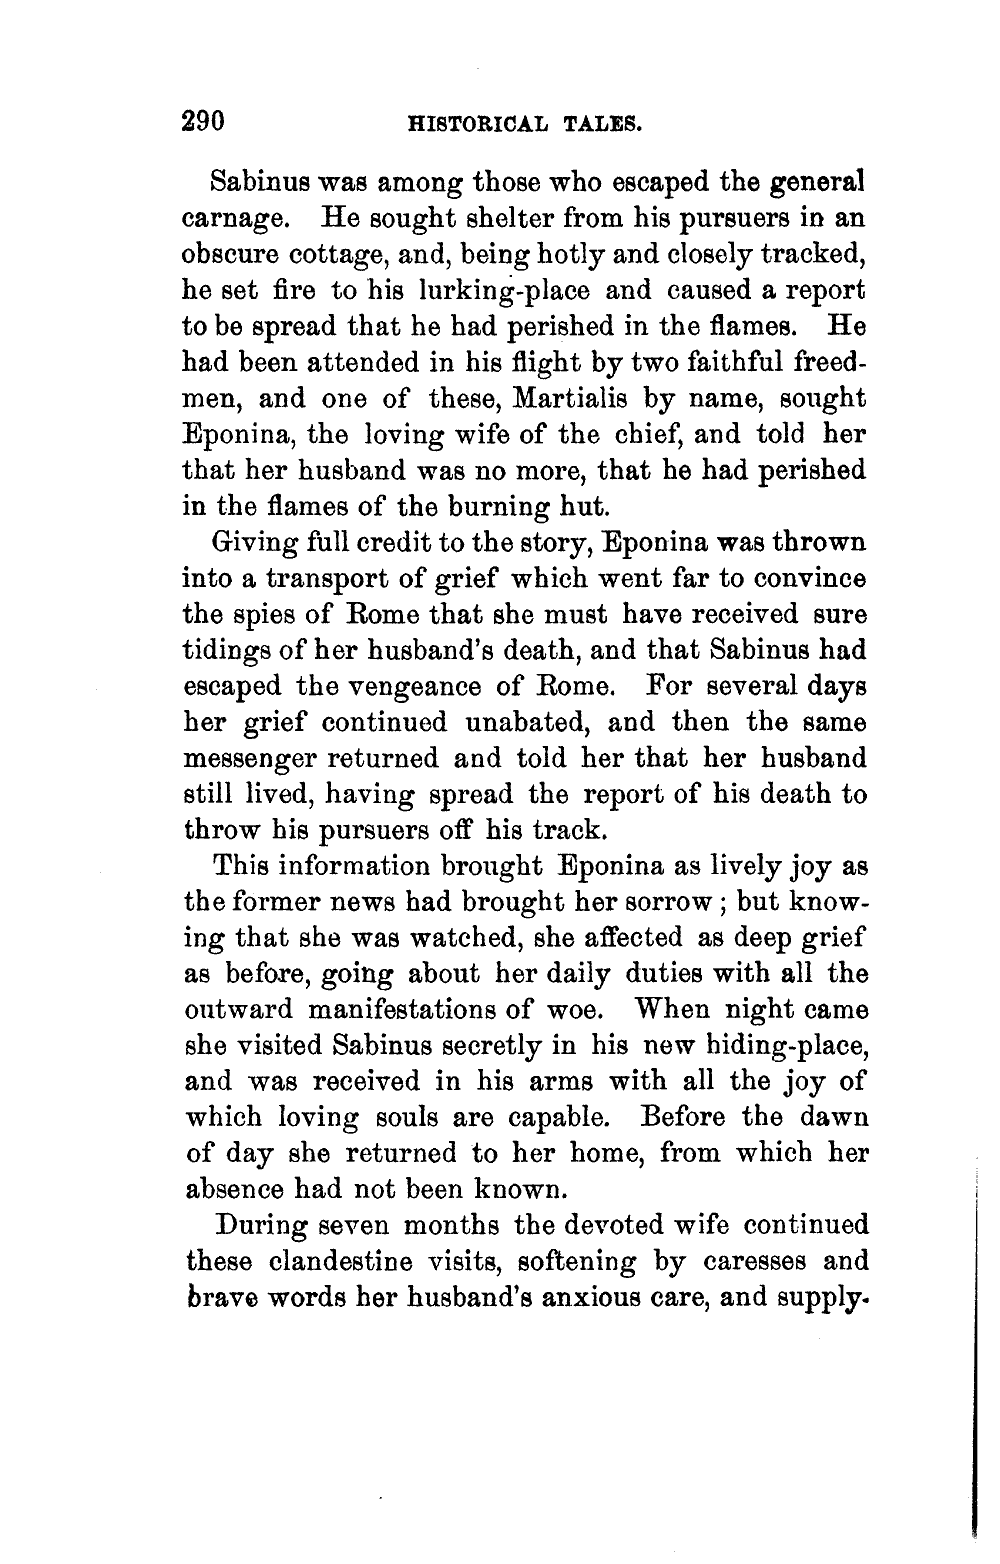 290 HISTORICAL TALES.
Sabinus was among those who escaped the general
carnage. He sought shelter from his pursuers in an
obscure cottage, and, being hotly and closely tracked,
he set fire to his lurking-place and caused a report
to be spread that he had perished in the flames. He
had been attended in his flight by two faithful freed-
men, and one of these, Martialis by name, sought
Eponina, the loving wife of the chief, and told her
that her husband was no more, that he had perished
in the flames of the burning hut.
Giving full credit to the story, Eponina was thrown
into a transport of grief which went far to convince
the spies of Rome that she must have received sure
tidings of her husband's death, and that Sabinus had
escaped the vengeance of Rome. For several days
her grief continued unabated, and then the same
messenger returned and told her that her husband
still lived, having spread the report of his death to
throw his pursuers off his track.
This information brought Eponina as lively joy as
the former news had brought her sorrow; but know-
ing that she was watched, she affected as deep grief
as before, going about her daily duties with all the
outward manifestations of woe. When night came
she visited Sabinus secretly in his new hiding-place,
and was received in his arms with all the joy of
which loving souls are capable. Before the dawn
of day she returned to her home, from which her
absence had not been known.
During seven months the devoted wife continued
these clandestine visits, softening by caresses and
brave words her husband's anxious care, and supply-